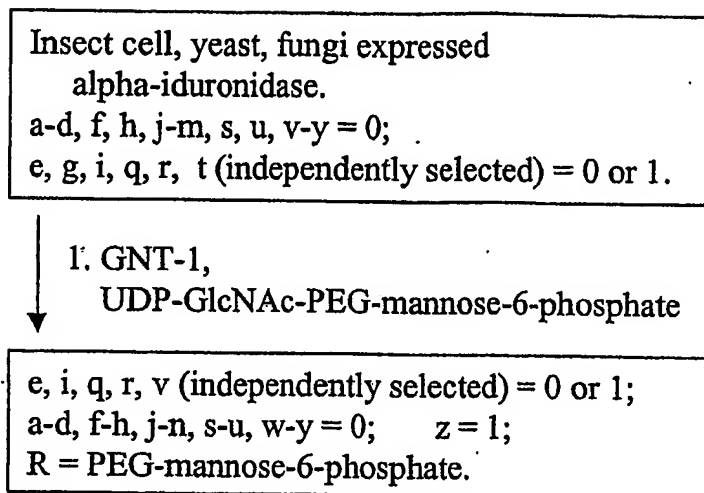 Insect cell, yeast, fungi expressed
alpha-iduronidase.
a-d, f, h, j-m, s, u, v-y = 0;
e, g, i, q, r, t (independently selected) = 0 or 1.
1. GNT-1,
UDP-GlcNAc-PEG-mannose-6-phosphate
e, i, q, r, v (independently selected) = 0 or 1;
a-d, f-h, j-n, s-u, w-y = 0; z = 1;
R = PEG-mannose-6-phosphate.